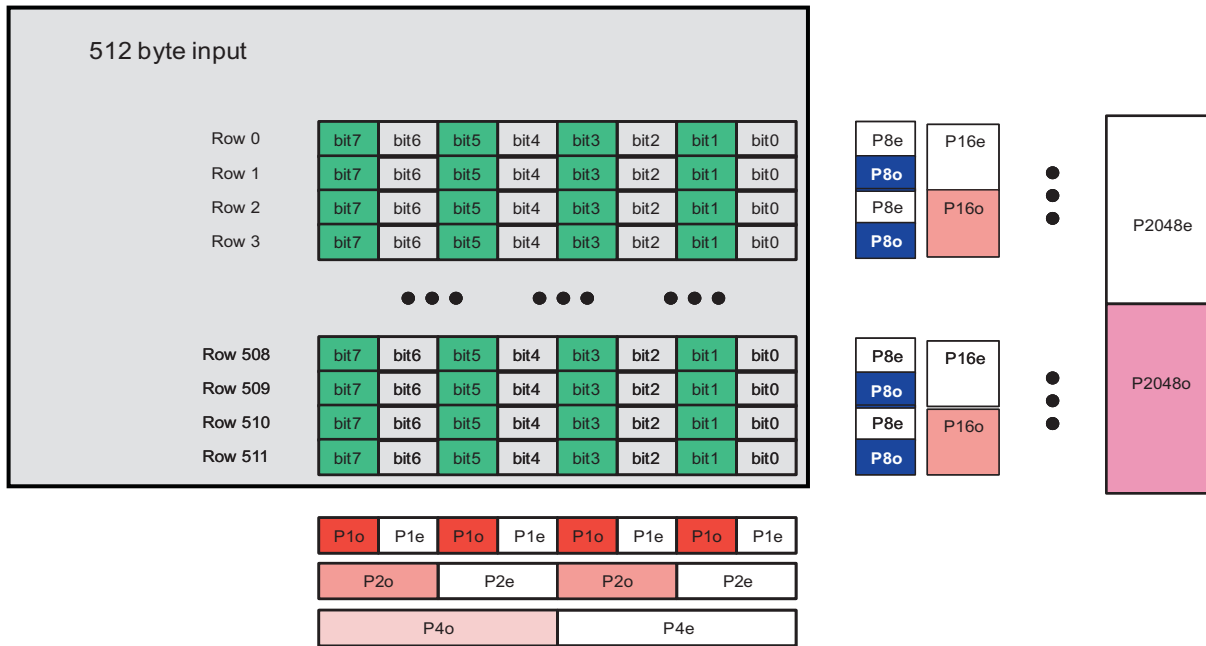 512 byte input
Row 0 bit7 bit6 bit5 bit4 bit3 bit2 bit1 bit0 P8e P16e
Row 1 bit7 bit6 bit5 bit4 bit3 bit2 bit1 bit0 P8o
Row 2 bit7 bit6 bit5 bit4 bit3 bit2 bit1 bit0 P8e P16o
Row 3 bit7 bit6 bit5 bit4 bit3 bit2 bit1 bit0 P8o
P2048e
Row 508 bit7 bit6 bit5 bit4 bit3 bit2 bit1 bit0 P8e P16e
Row 509 bit7 bit6 bit5 bit4 bit3 bit2 bit1 bit0 P8o P2048o
Row 510 bit7 bit6 bit5 bit4 bit3 bit2 bit1 bit0 P8e P16o
Row 511 bit7 bit6 bit5 bit4 bit3 bit2 bit1 bit0 P8o
P1o P1e P1o P1e P1o P1e P1o P1e
P2o P2e P2o P2e
P4o P4e